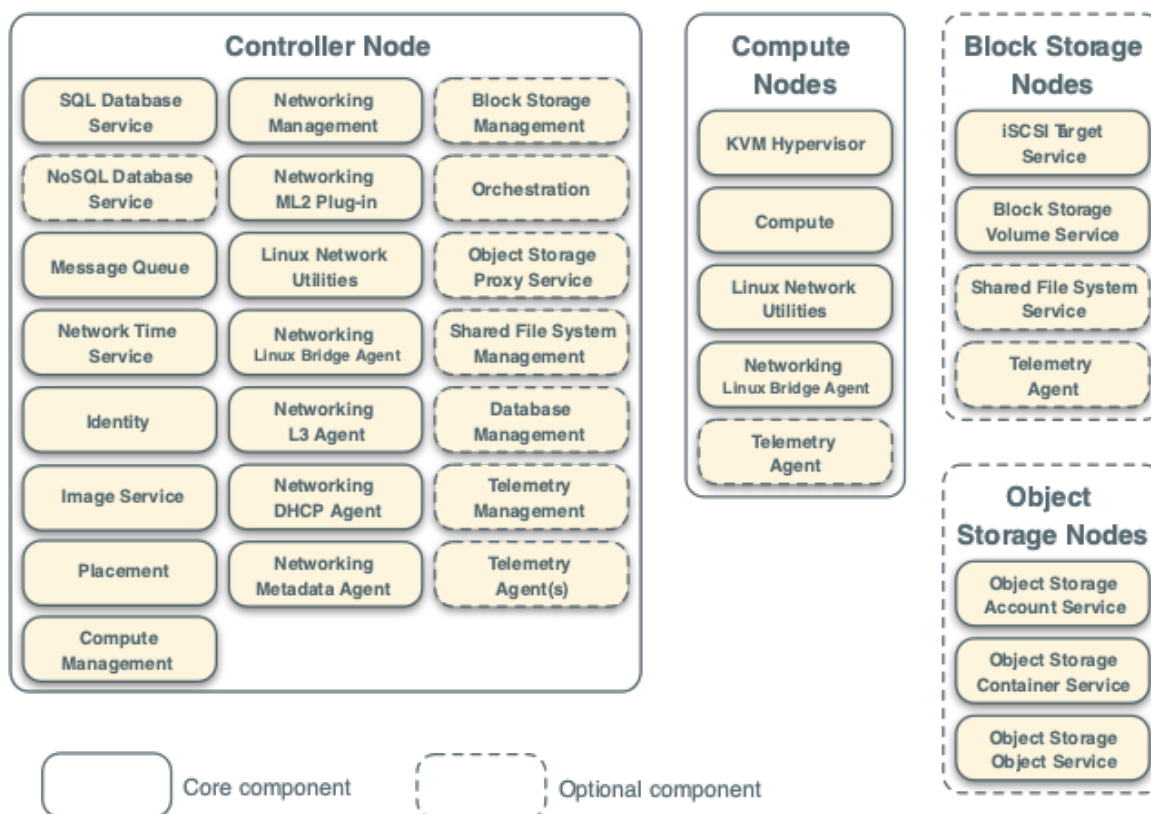 Controller Node
SQL Database
Service
NoSQL Database
Service
Message Queue
Network Time
Service
Identity
Image Service
Placement
Compute
Management
Networking
Management
Networking
ML2 Plug-in
Linux Network
Utilities
Networking
Linux Bridge Agent
Networking
L3 Agent
Networking
DHCP Agent
Networking
Metadata Agent
Block Storage
Management
Orchestration
Object Storage
Proxy Service
Shared File System
Management
Database
Management
Telemetry
Management
Telemetry
Agent(s)
Compute
Nodes
KVM Hypervisor
Compute
Linux Network
Utilities
Networking
Linux Bridge Agent
Telemetry
Agent
Block Storage
Nodes
iSCSI Target
Service
Block Storage
Volume Service
Shared File System
Service
Telemetry
Agent
Object
Storage Nodes
Object Storage
Account Service
Object Storage
Container Service
Object Storage
Object Service
Core component
Optional component